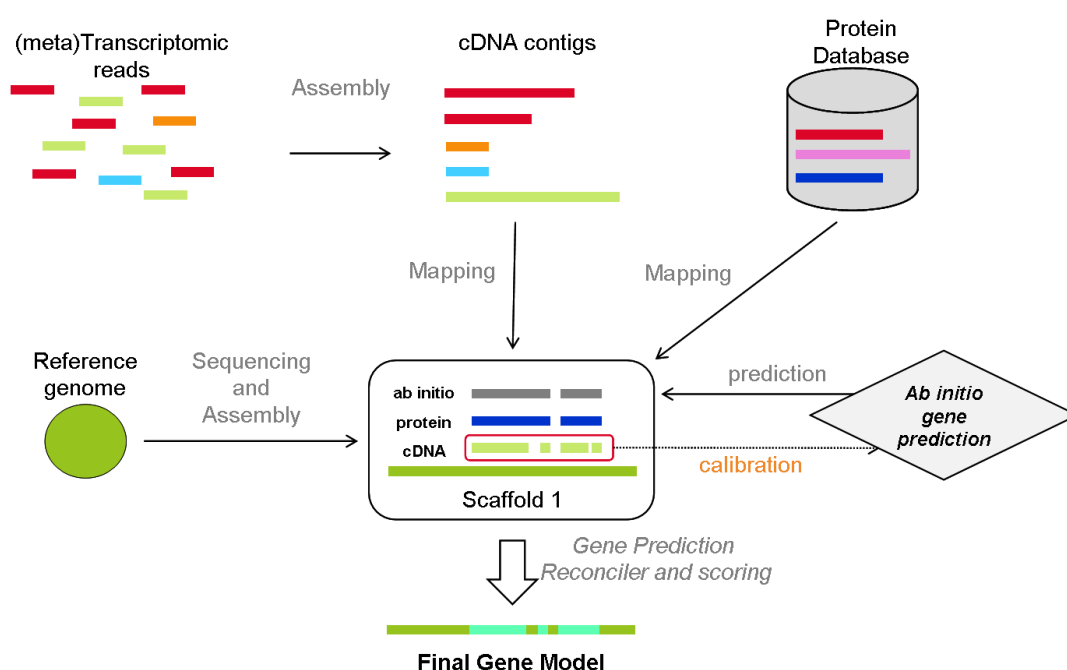 (meta)Transcriptomic
reads
cDNA contigs
Protein
Database
Assembly
Mapping
Mapping
Reference
genome
Sequencing
and
Assembly
ab initio
protein
cDNA
Scaffold 1
prediction
calibration
Ab initio
gene
prediction
Gene Prediction
Reconciler and scoring
Final Gene Model